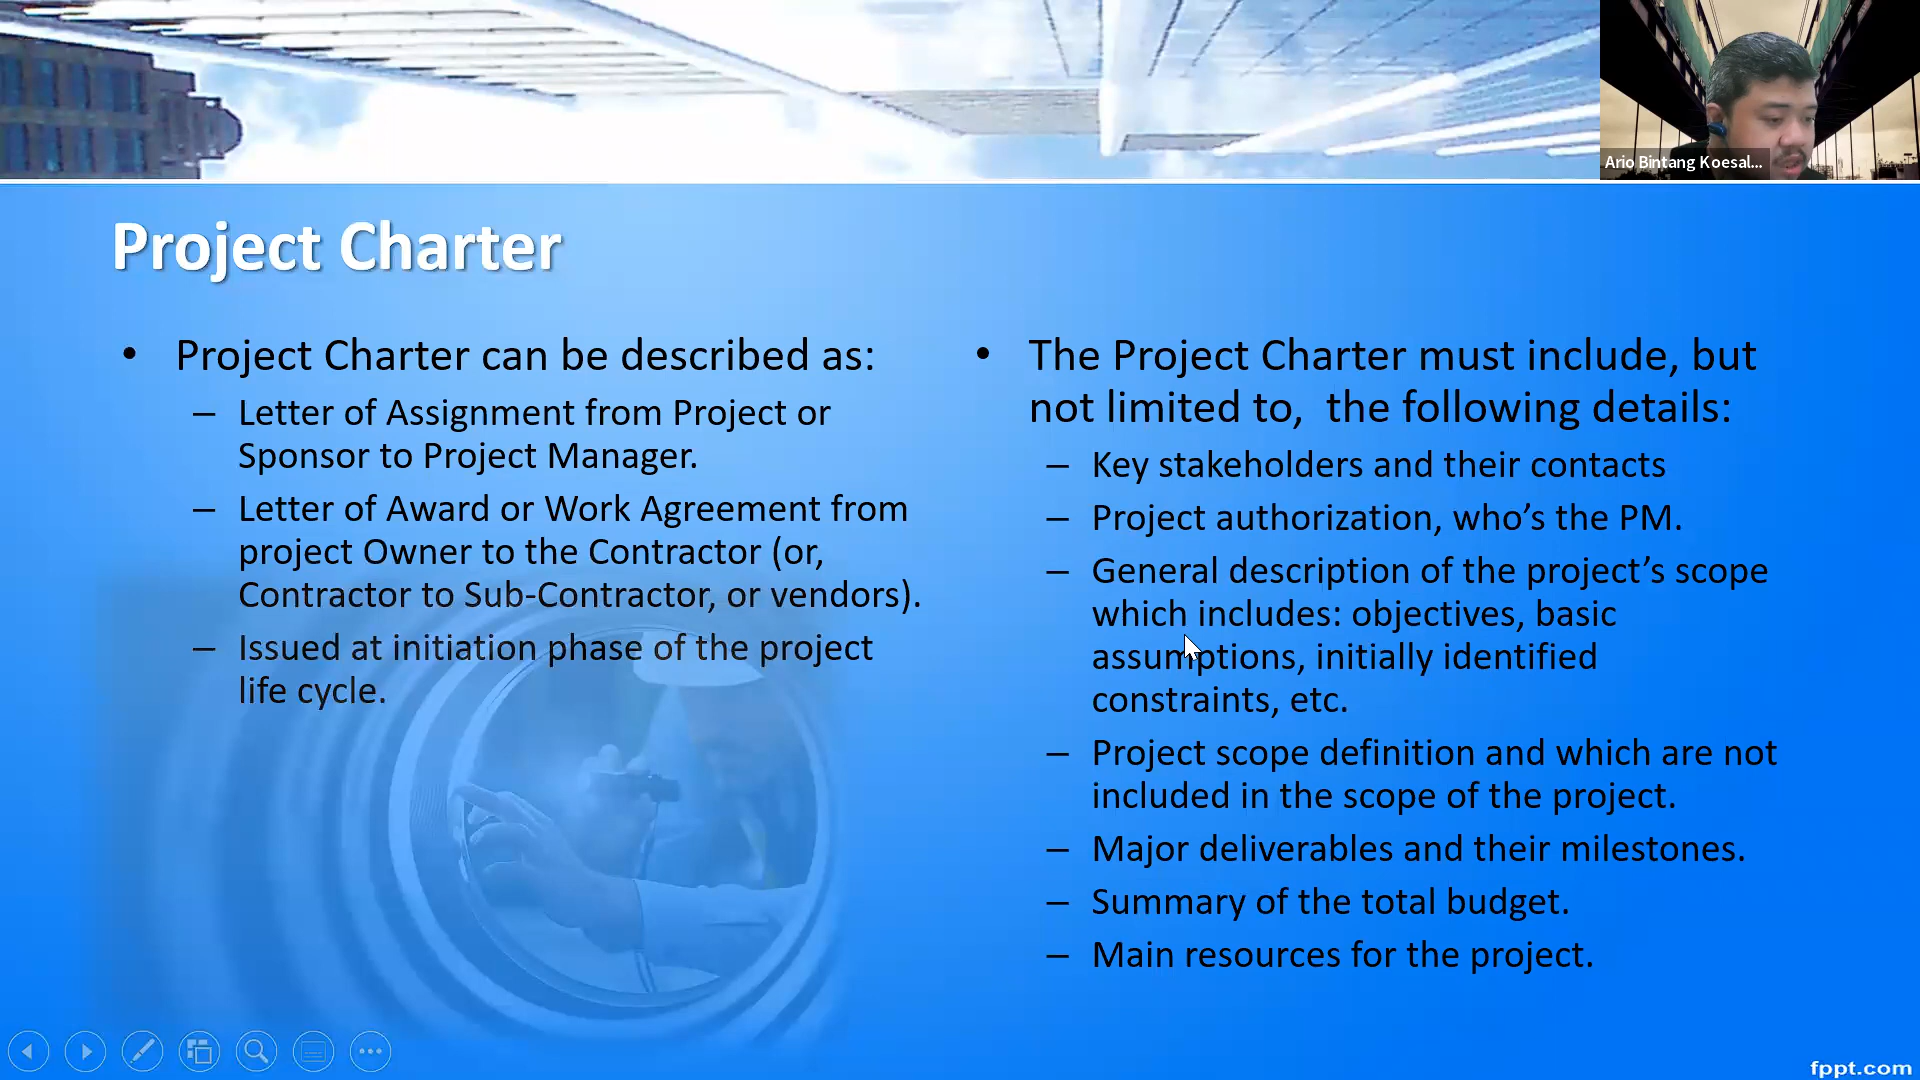 Ario Bintang Koesal...
Project Charter
• Project Charter can be described as:
– Letter of Assignment from Project or
Sponsor to Project Manager.
– Letter of Award or Work Agreement from
project Owner to the Contractor (or,
Contractor to Sub-Contractor, or vendors).
– Issued at initiation phase of the project
life cycle.
• The Project Charter must include, but
not limited to,  the following details:
– Key stakeholders and their contacts
– Project authorization, who’s the PM.
– General description of the project’s scope
which includes: objectives, basic
assumptions, initially identified
constraints, etc.
– Project scope definition and which are not
included in the scope of the project.
– Major deliverables and their milestones.
– Summary of the total budget.
– Main resources for the project.
fppt.com